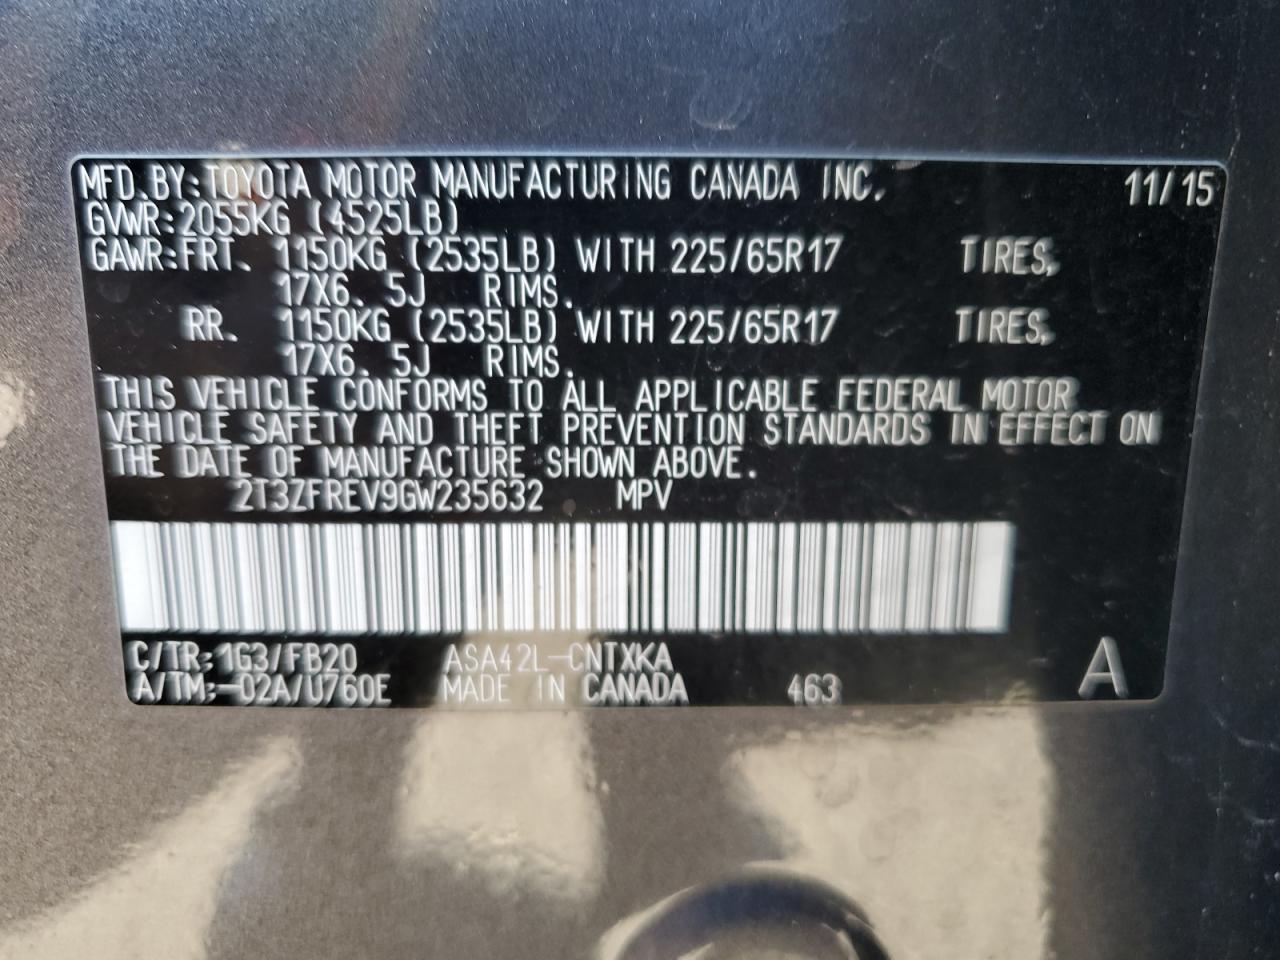 MFD.BY:TOYOTA MOTOR MANUFACTURING CANADA INC. 11/15
GVWR:2055KG (4525LB)
GAWR:FRT. 1150KG (2535LB) WITH 225/65R17 TIRES,
17X6.5J RIMS.
RR. 1150KG (2535LB) WITH 225/65R17 TIRES,
17X6.5J RIMS.
THIS VEHICLE CONFORMS TO ALL APPLICABLE FEDERAL MOTOR
VEHICLE SAFETY AND THEFT PREVENTION STANDARDS IN EFFECT ON
THE DATE OF MANUFACTURE SHOWN ABOVE.
2T3ZFREV9GW235632 MPV
C/TR:1G3/FB20 ASA42L-CNTXKA
A/TM:-02A/U760E MADE IN CANADA 463 A